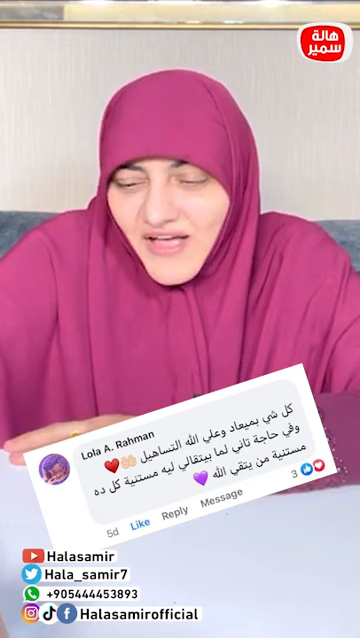 هالة
سمير
Lola A. Rahman
كل شي بميعاد وعلي الله التساهيل 🤲🏻❤️
وفي حاجة تاني لما بيتقالي ليه مستنية كل ده
مستنية من يتقي الله 💜
5d Like Reply Message 3
Halasamir
Hala_samir7
+905444453893
Halasamirofficial